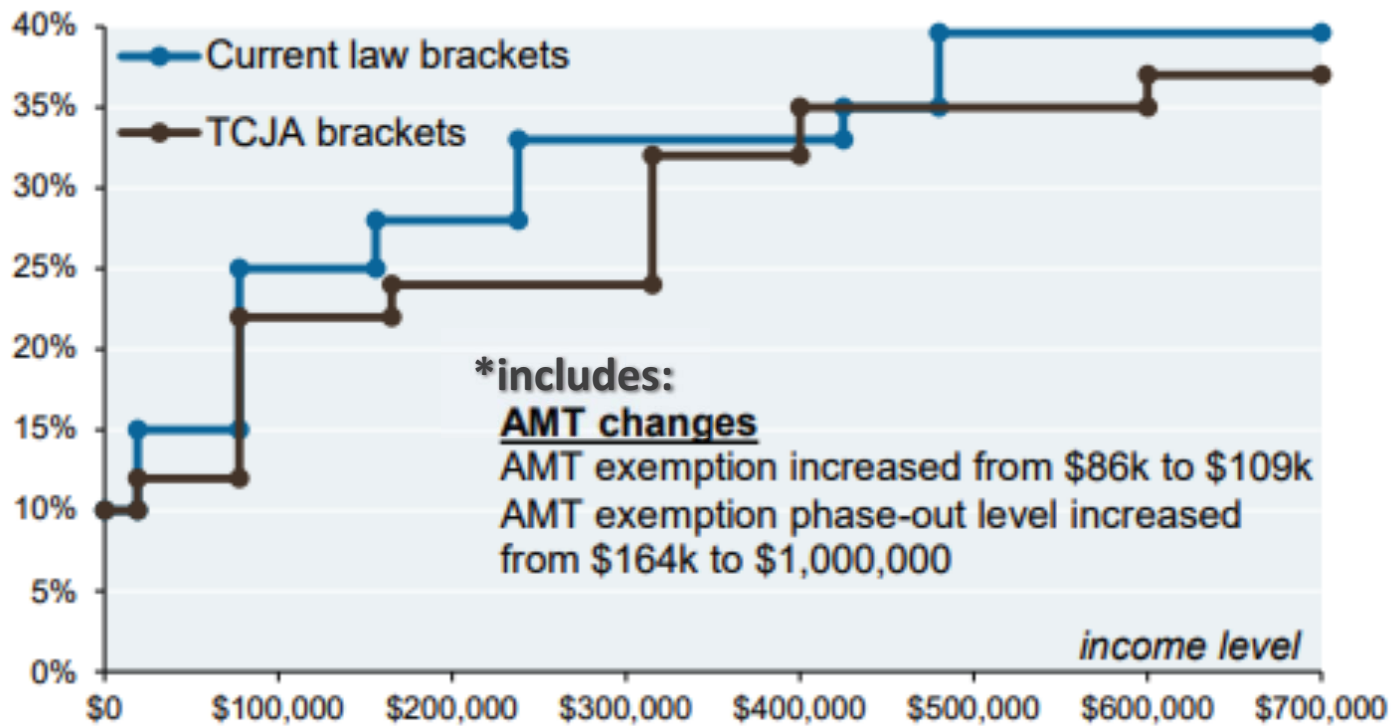 40%
Current law brackets
35%
TCJA brackets
30%
25%
20%
*includes:
AMT changes
15%
AMT exemption increased from $86k to $109k
10%
AMT exemption phase-out level increased
from $164k to $1,000,000
5%
income level
0%
$0 $100,000 $200,000 $300,000 $400,000 $500,000 $600,000 $700,000